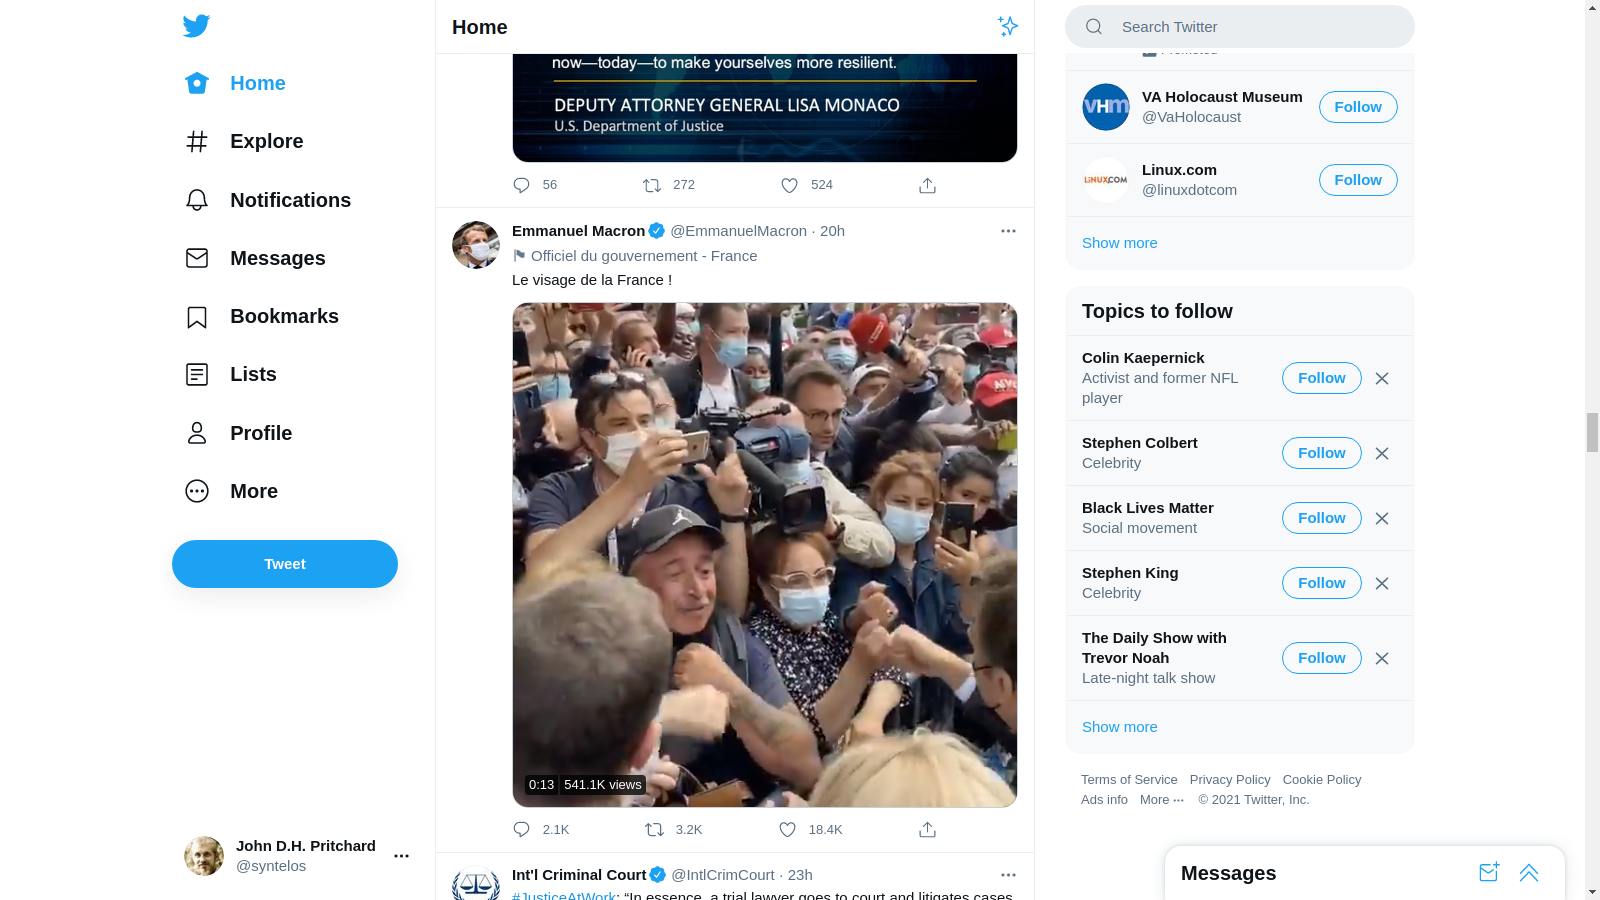 Home
Explore
Notifications
Messages
Bookmarks
Lists
Profile
More
Tweet
John D.H. Pritchard
@syntelos
Home
now—today—to make yourselves more resilient.
DEPUTY ATTORNEY GENERAL LISA MONACO
U.S. Department of Justice
56 272 524
Emmanuel Macron @EmmanuelMacron · 20h
Officiel du gouvernement - France
Le visage de la France !
0:13 541.1K views
2.1K 3.2K 18.4K
Int'l Criminal Court @IntlCrimCourt · 23h
#JusticeAtWork: “In essence, a trial lawyer goes to court and litigates cases
Search Twitter
Promoted
VHM
VA Holocaust Museum
@VaHolocaust
Follow
LINUX.COM
Linux.com
@linuxdotcom
Follow
Show more
Topics to follow
Colin Kaepernick
Activist and former NFL
player
Follow
Stephen Colbert
Celebrity
Follow
Black Lives Matter
Social movement
Follow
Stephen King
Celebrity
Follow
The Daily Show with
Trevor Noah
Late-night talk show
Follow
Show more
Terms of Service Privacy Policy Cookie Policy
Ads info More ··· © 2021 Twitter, Inc.
Messages